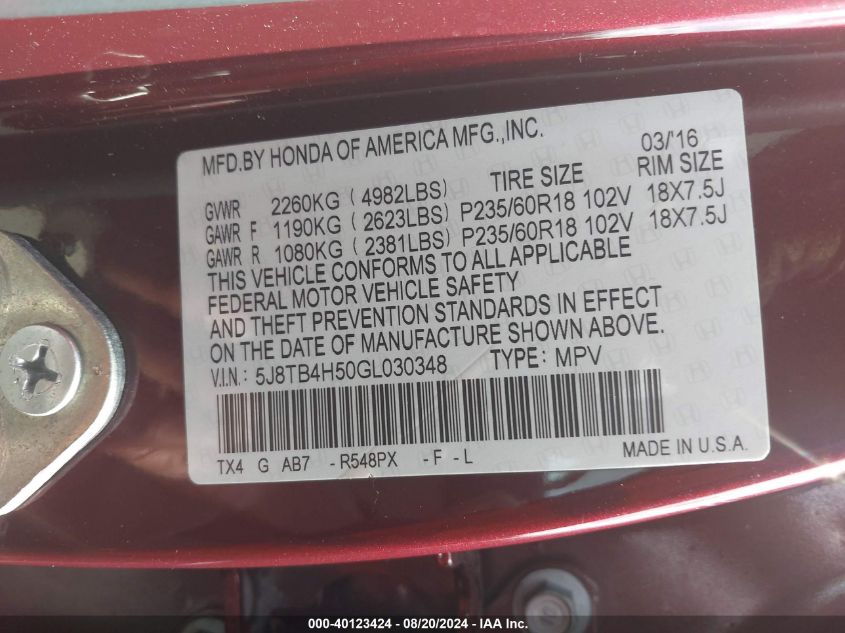 MFD.BY HONDA OF AMERICA MFG.,INC.
03/16
TIRE SIZE RIM SIZE
GVWR 2260KG ( 4982LBS)
GAWR F 1190KG ( 2623LBS) P235/60R18 102V 18X7.5J
GAWR R 1080KG ( 2381LBS) P235/60R18 102V 18X7.5J
THIS VEHICLE CONFORMS TO ALL APPLICABLE
FEDERAL MOTOR VEHICLE SAFETY
AND THEFT PREVENTION STANDARDS IN EFFECT
ON THE DATE OF MANUFACTURE SHOWN ABOVE.
V.I.N.: 5J8TB4H50GL030348 TYPE: MPV
TX4 G AB7 -R548PX -F -L MADE IN U.S.A.
000-40123424 | 08/20/2024 | IAA Inc.